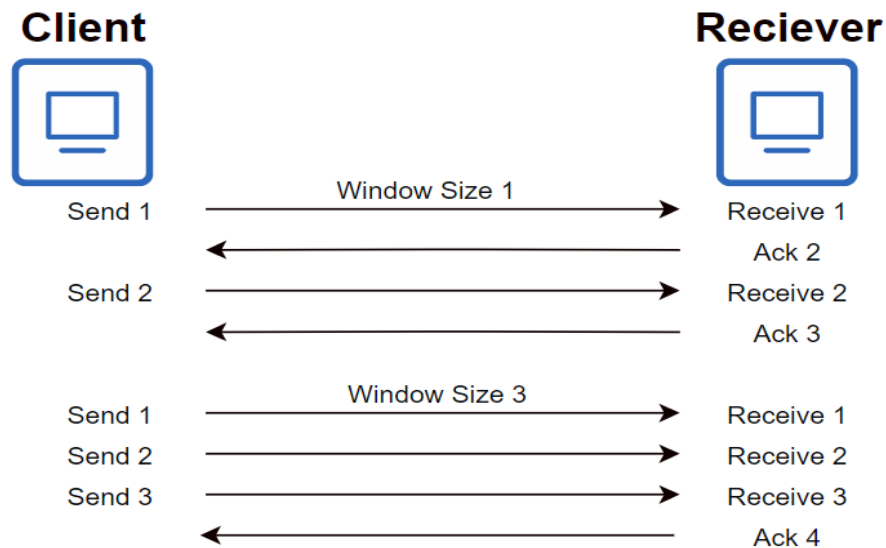 Client Reciever
Window Size 1
Send 1 Receive 1
Ack 2
Send 2 Receive 2
Ack 3
Window Size 3
Send 1 Receive 1
Send 2 Receive 2
Send 3 Receive 3
Ack 4